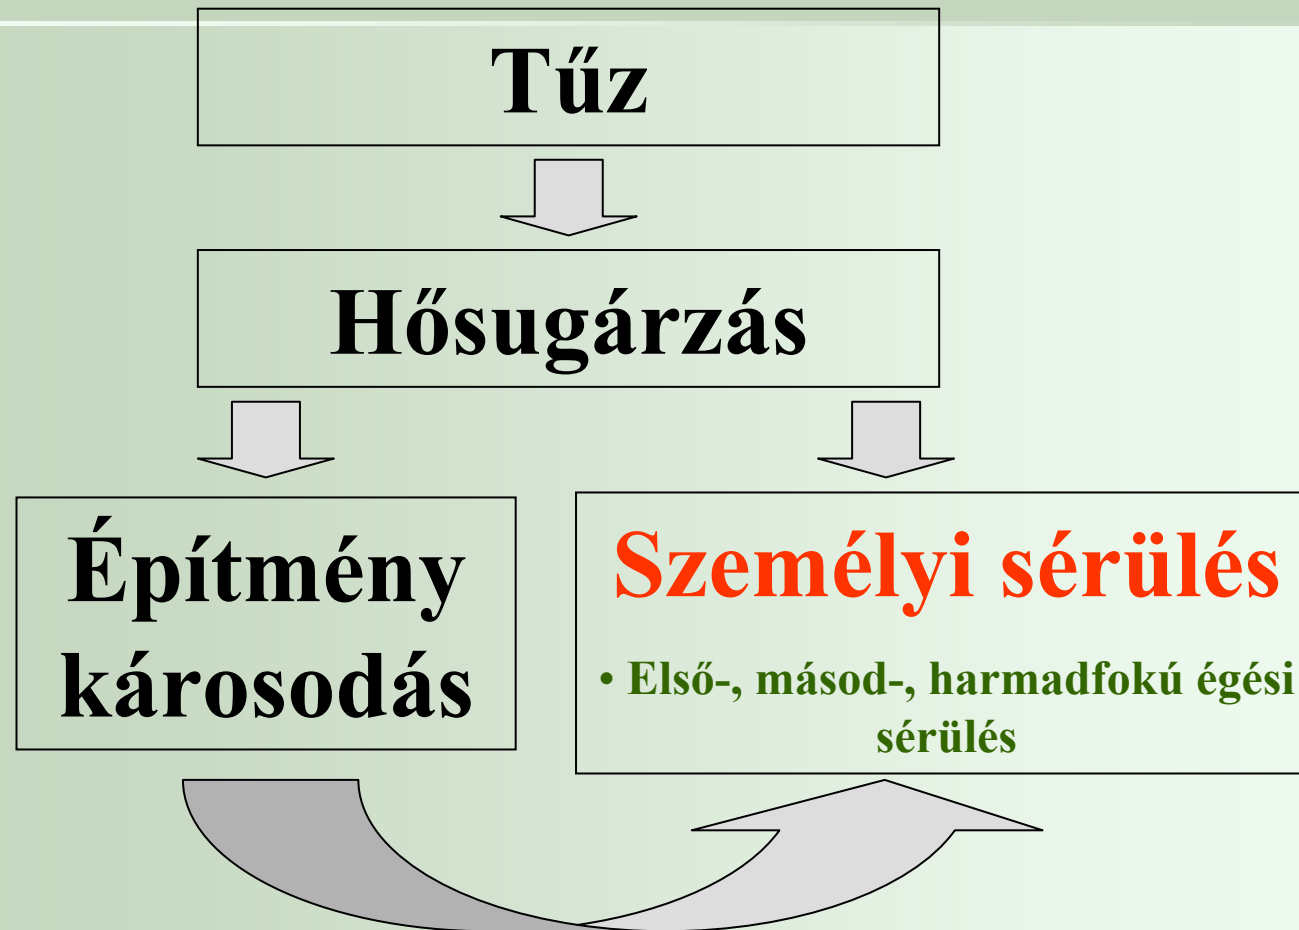 Tűz
Hősugárzás
Építmény
károsodás
Személyi sérülés
• Első-, másod-, harmadfokú égési
sérülés